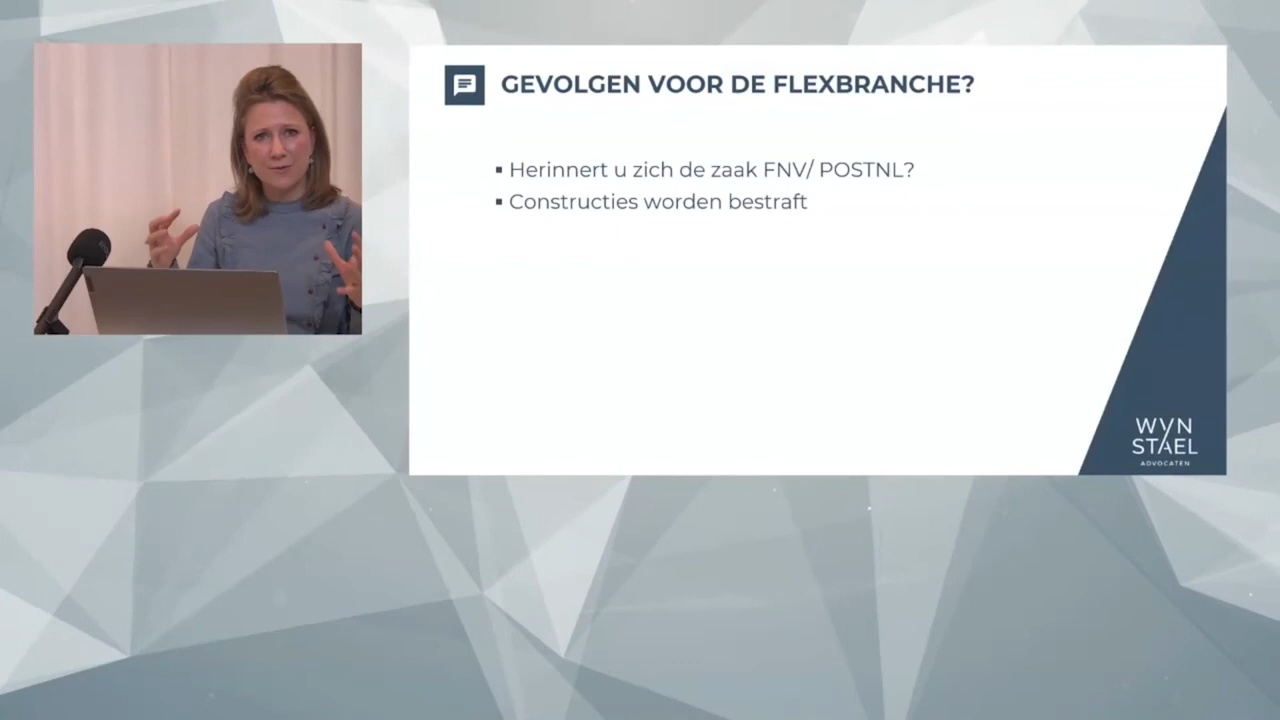 GEVOLGEN VOOR DE FLEXBRANCHE?
▪ Herinnert u zich de zaak FNV/ POSTNL?
▪ Constructies worden bestraft
WYN
STAEL
ADVOCATEN